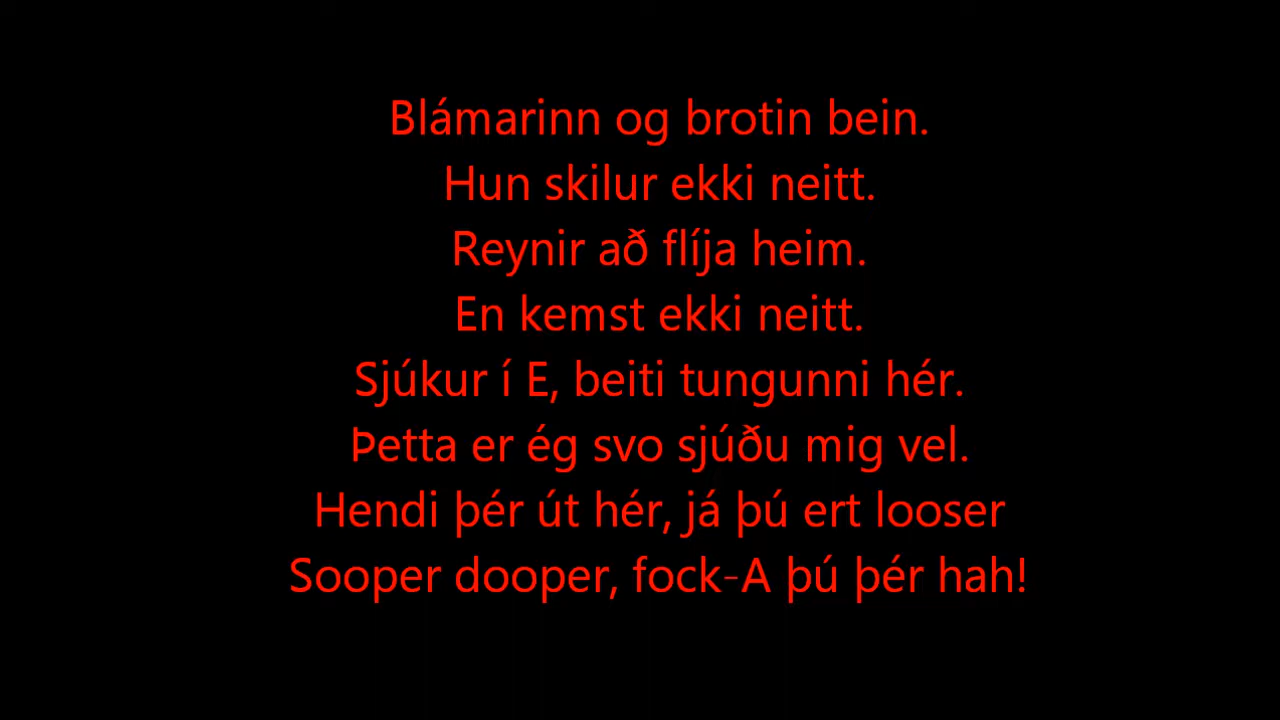 Blámarinn og brotin bein.
Hun skilur ekki neitt.
Reynir að flíja heim.
En kemst ekki neitt.
Sjúkur í E, beiti tungunni hér.
Þetta er ég svo sjúðu mig vel.
Hendi þér út hér, já þú ert looser
Sooper dooper, fock-A þú þér hah!